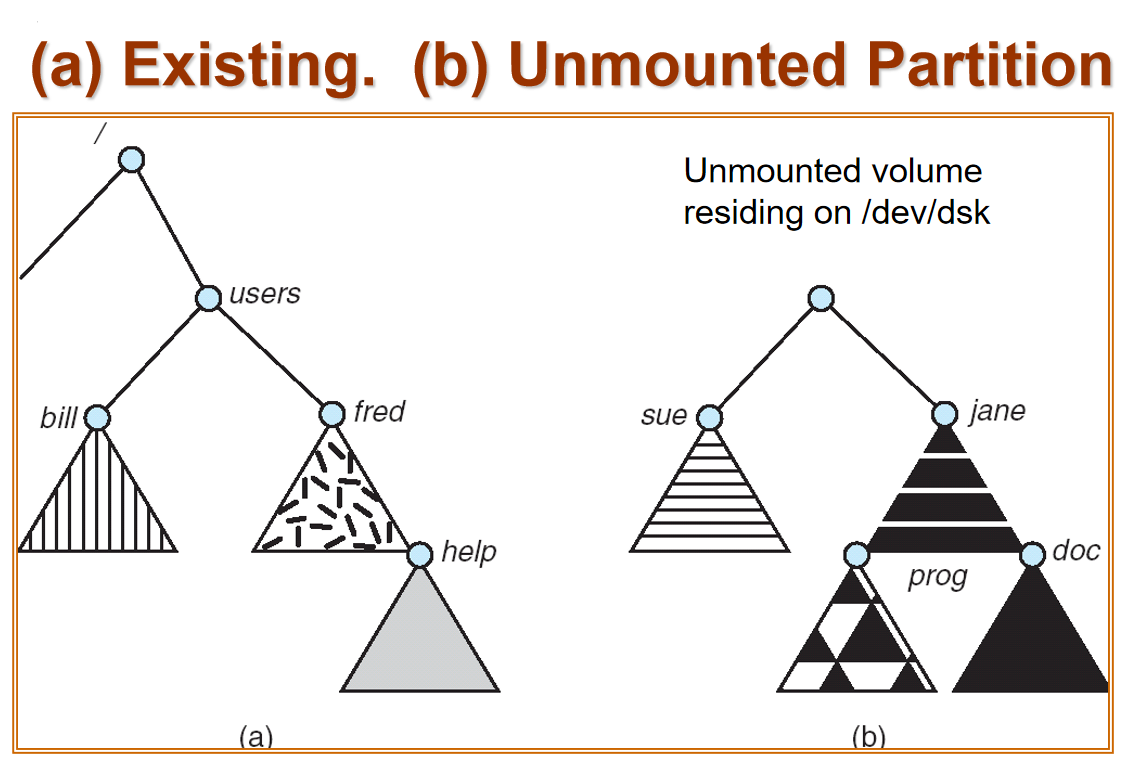 (a) Existing.  (b) Unmounted Partition
/
Unmounted volume
residing on /dev/dsk
users
bill
fred
sue
jane
help
prog
doc
(a)
(b)